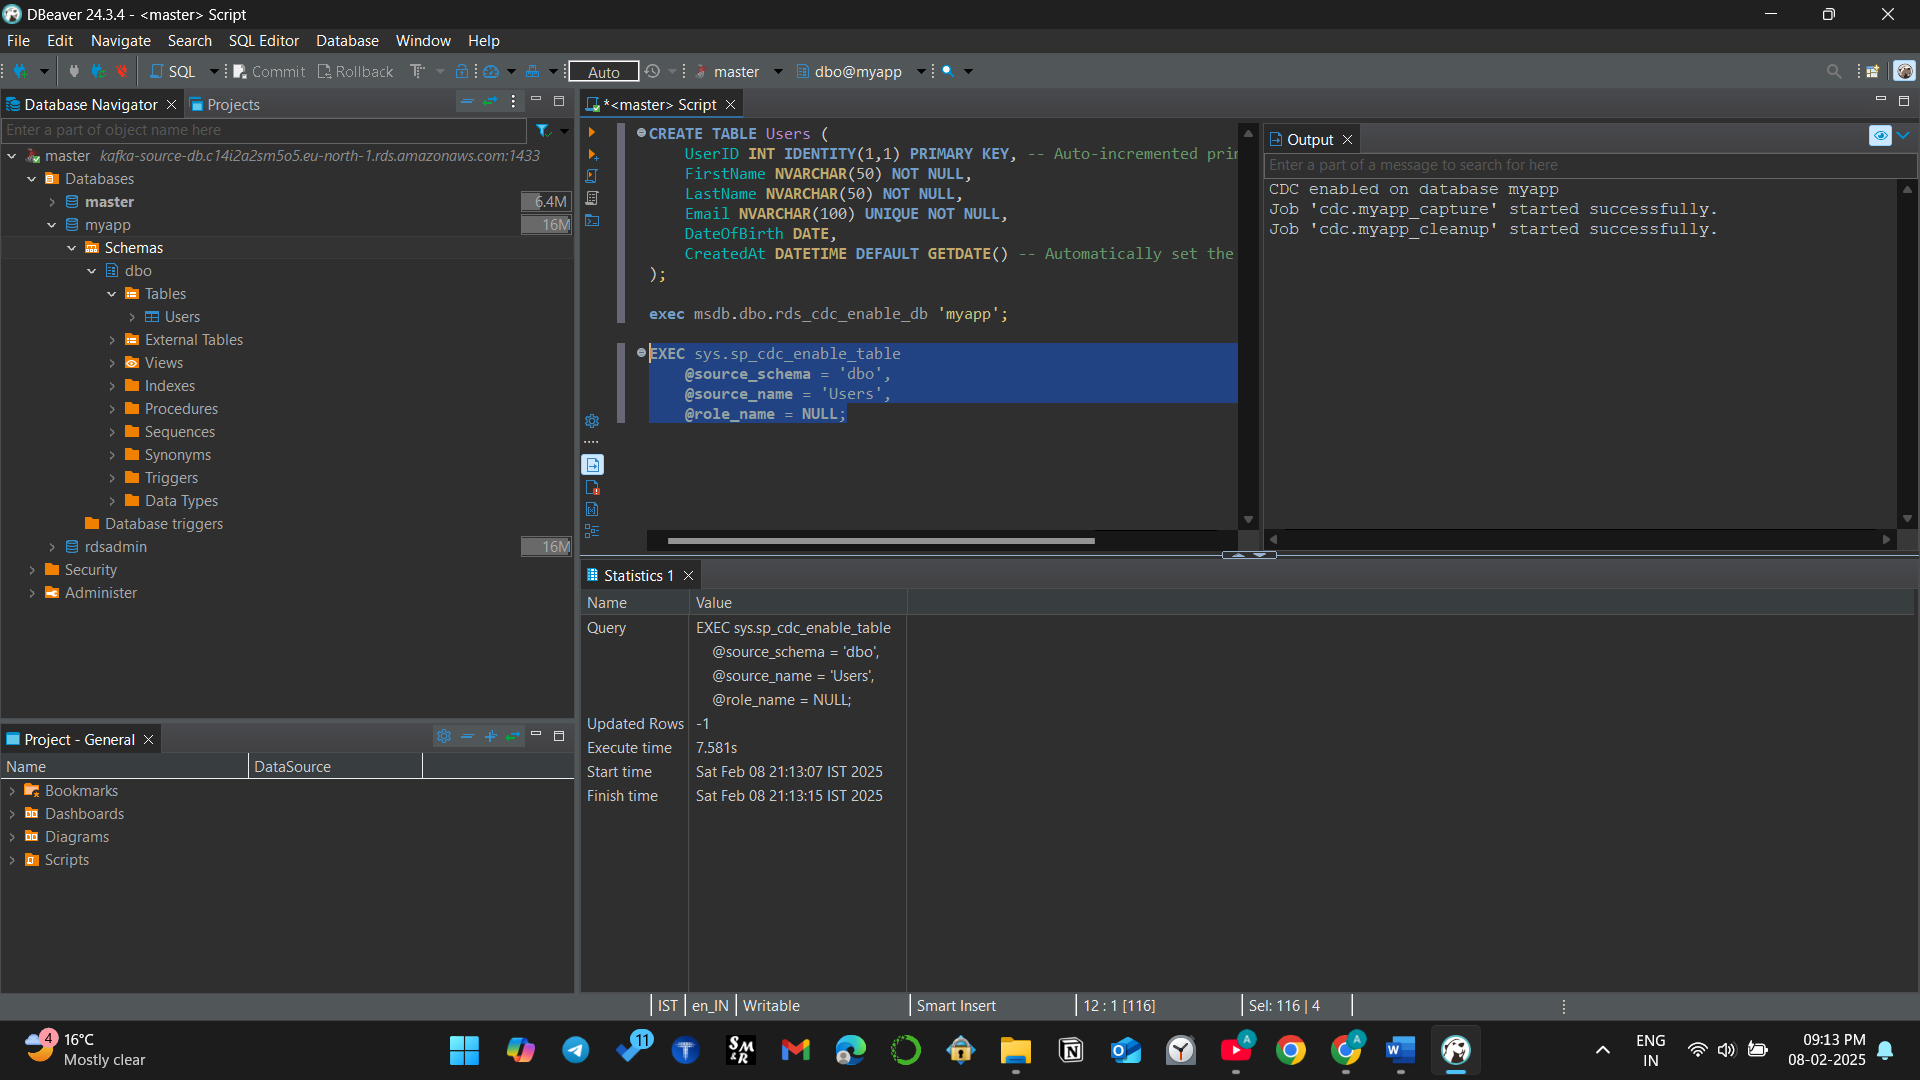 DBeaver 24.3.4 - <master> Script
File Edit Navigate Search SQL Editor Database Window Help
SQL Commit Rollback Auto master dbo@myapp
Database Navigator Projects
Enter a part of object name here
master kafka-source-db.c14i2a2sm5o5.eu-north-1.rds.amazonaws.com:1433
Databases
master 6.4M
myapp 16M
Schemas
dbo
Tables
Users
External Tables
Views
Indexes
Procedures
Sequences
Synonyms
Triggers
Data Types
Database triggers
rdsadmin 16M
Security
Administer
Project - General
Name DataSource
Bookmarks
Dashboards
Diagrams
Scripts
*<master> Script
CREATE TABLE Users (
UserID INT IDENTITY(1,1) PRIMARY KEY, -- Auto-incremented pri
FirstName NVARCHAR(50) NOT NULL,
LastName NVARCHAR(50) NOT NULL,
Email NVARCHAR(100) UNIQUE NOT NULL,
DateOfBirth DATE,
CreatedAt DATETIME DEFAULT GETDATE() -- Automatically set the
);
exec msdb.dbo.rds_cdc_enable_db 'myapp';
EXEC sys.sp_cdc_enable_table
@source_schema = 'dbo',
@source_name = 'Users',
@role_name = NULL;
Output
Enter a part of a message to search for here
CDC enabled on database myapp
Job 'cdc.myapp_capture' started successfully.
Job 'cdc.myapp_cleanup' started successfully.
Statistics 1
Name Value
Query EXEC sys.sp_cdc_enable_table
@source_schema = 'dbo',
@source_name = 'Users',
@role_name = NULL;
Updated Rows -1
Execute time 7.581s
Start time Sat Feb 08 21:13:07 IST 2025
Finish time Sat Feb 08 21:13:15 IST 2025
IST en_IN Writable Smart Insert 12 : 1 [116] Sel: 116 | 4
4
16°C
Mostly clear
11
SM
&R
A
A
ENG
IN
09:13 PM
08-02-2025